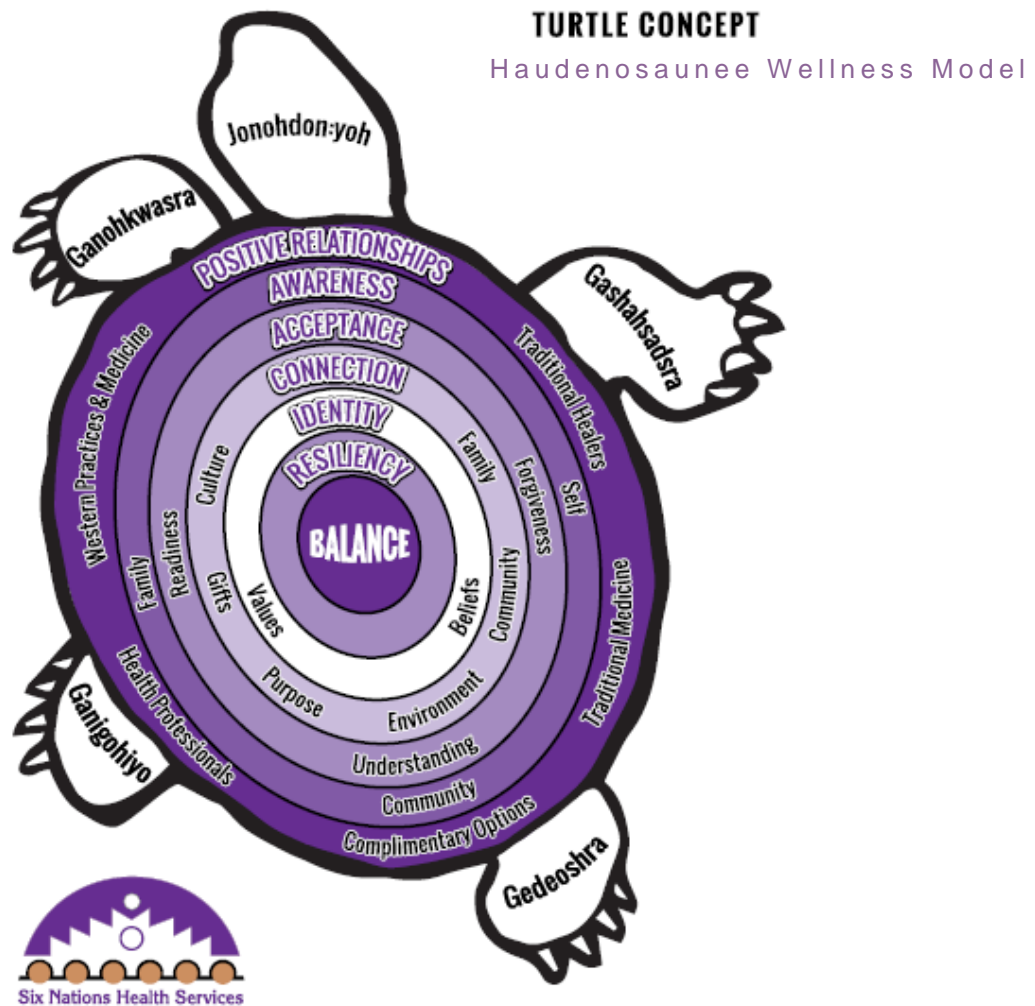 TURTLE CONCEPT
Haudenosaunee Wellness Model
Jonohdon:yoh
Ganohkwasra
Gashahsadsra
POSITIVE RELATIONSHIPS
Western Practices & Medicine
Traditional Healers
Traditional Medicine
Health Professionals
Complimentary Options
AWARENESS
Self
Family
Community
ACCEPTANCE
Forgiveness
Readiness
Understanding
CONNECTION
Culture
Family
Gifts
Community
Purpose
Environment
IDENTITY
Values
Beliefs
RESILIENCY
BALANCE
Ganigohiyo
Gedeoshra
Six Nations Health Services